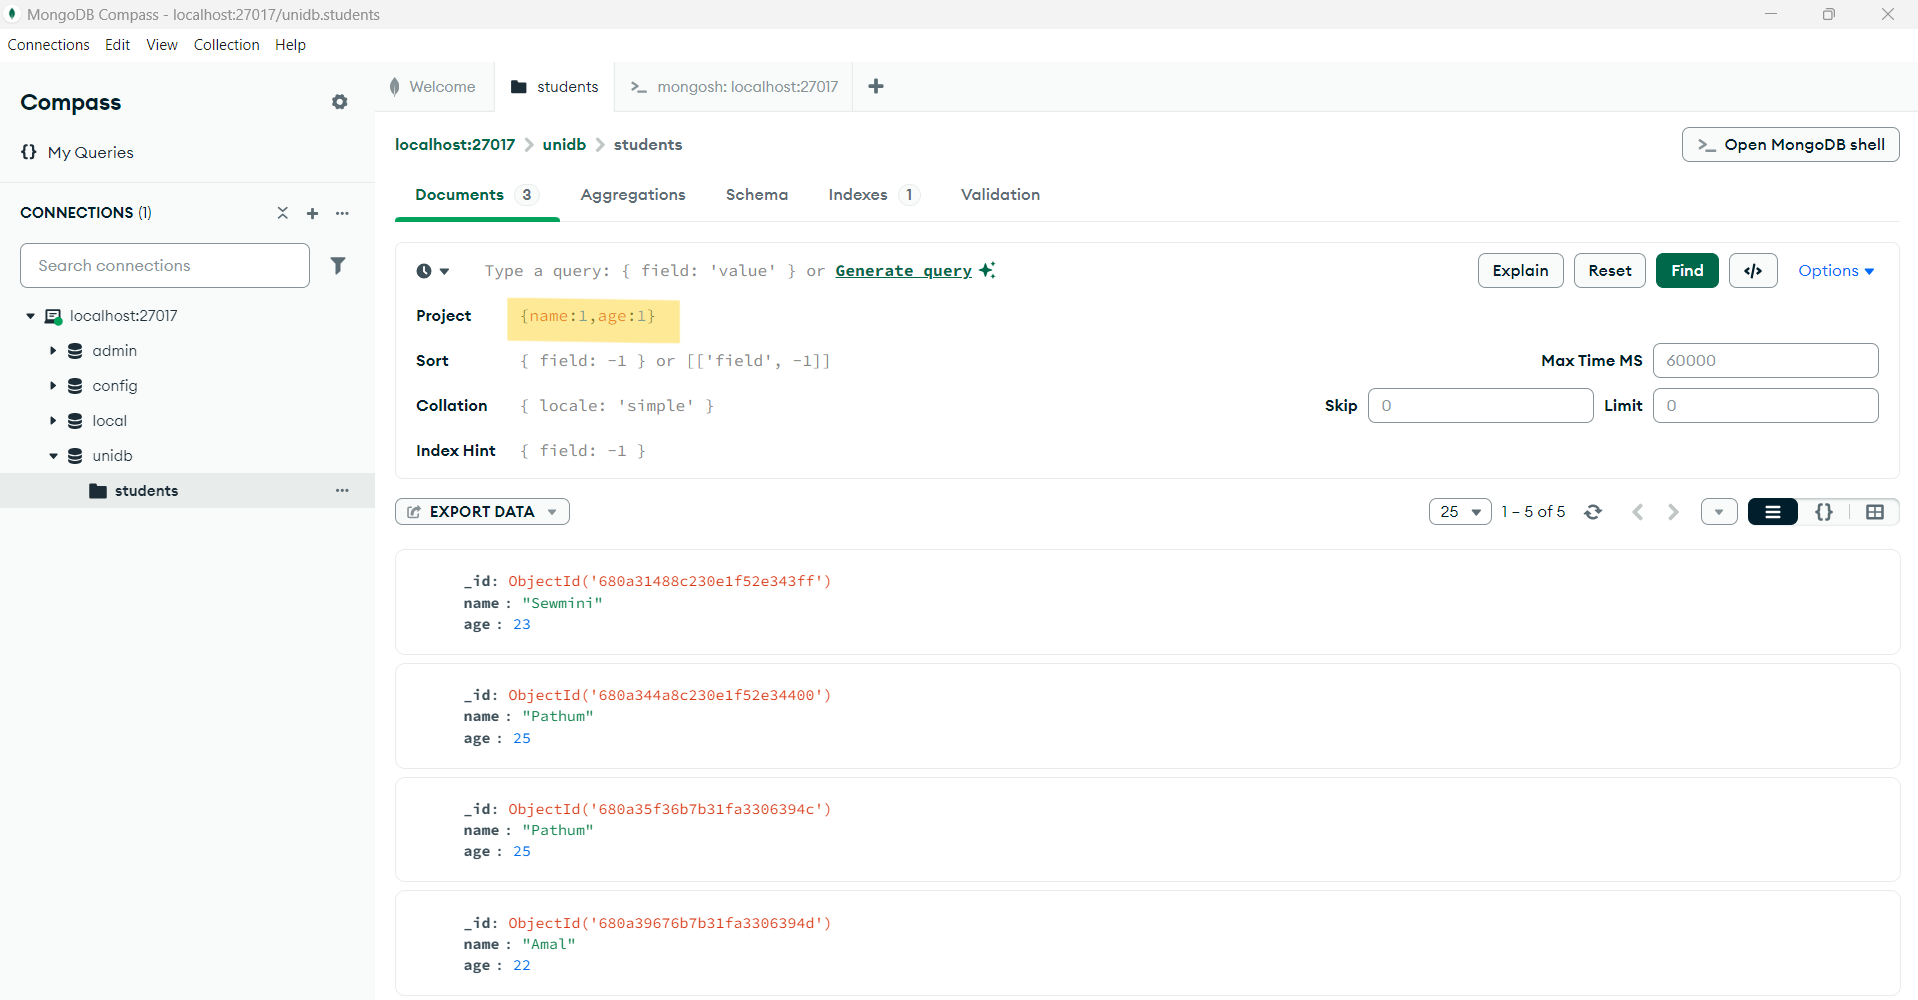 MongoDB Compass - localhost:27017/unidb.students
Connections Edit View Collection Help
Compass
{} My Queries
CONNECTIONS (1)
Search connections
localhost:27017
admin
config
local
unidb
students
Welcome
students
>_ mongosh: localhost:27017
localhost:27017 > unidb > students
>_ Open MongoDB shell
Documents 3 Aggregations Schema Indexes 1 Validation
Type a query: { field: 'value' } or Generate query
Explain Reset Find </> Options
Project {name:1,age:1}
Sort { field: -1 } or [['field', -1]]
Max Time MS 60000
Collation { locale: 'simple' }
Skip 0 Limit 0
Index Hint { field: -1 }
EXPORT DATA
25 1 – 5 of 5
{}
_id: ObjectId('680a31488c230e1f52e343ff')
name : "Sewmini"
age : 23
_id: ObjectId('680a344a8c230e1f52e34400')
name : "Pathum"
age : 25
_id: ObjectId('680a35f36b7b31fa3306394c')
name : "Pathum"
age : 25
_id: ObjectId('680a39676b7b31fa3306394d')
name : "Amal"
age : 22